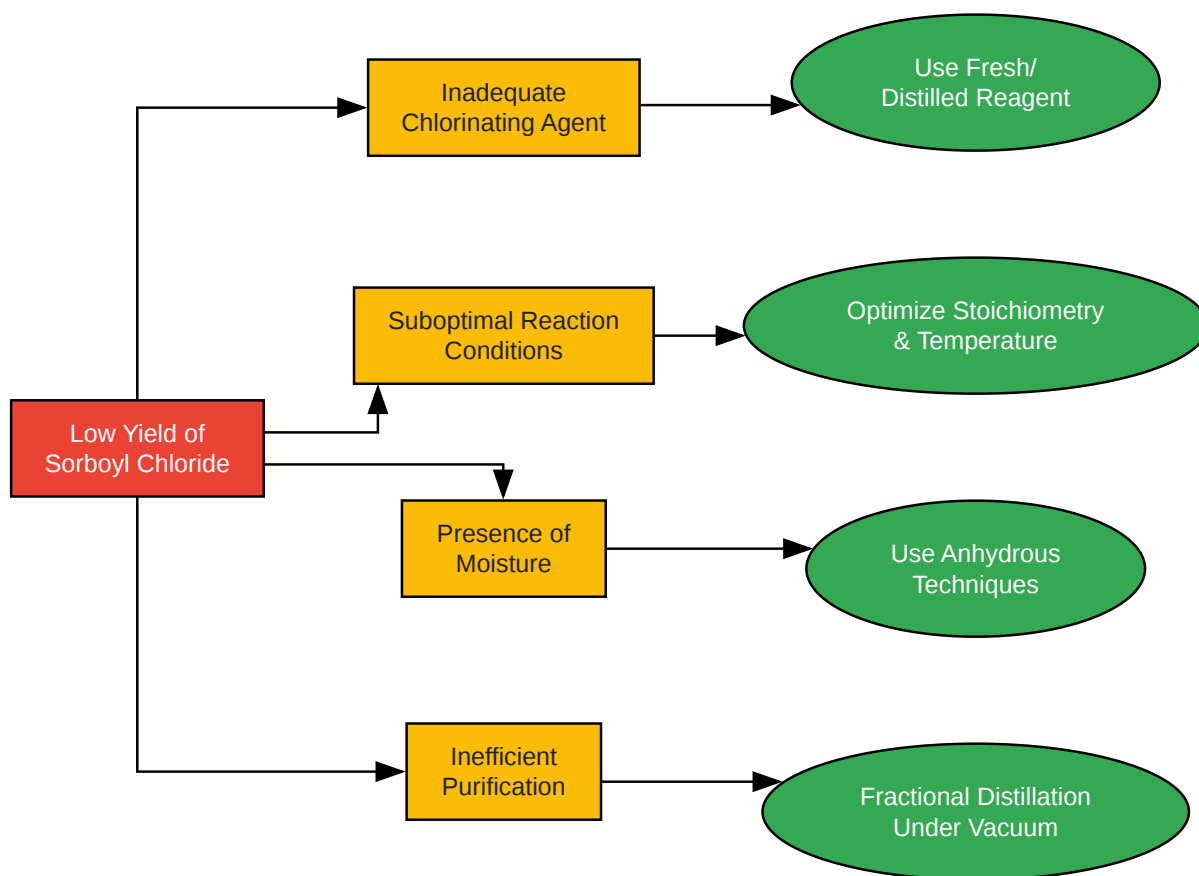 Use Fresh/
Distilled Reagent
Inadequate
Chlorinating Agent
Optimize Stoichiometry
& Temperature
Suboptimal Reaction
Conditions
Low Yield of
Sorboyl Chloride
Presence of
Moisture
Use Anhydrous
Techniques
Inefficient
Purification
Fractional Distillation
Under Vacuum